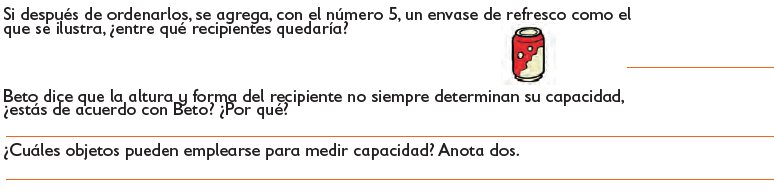 Si después de ordenarlos, se agrega, con el número 5, un envase de refresco como el
que se ilustra, ¿entre qué recipientes quedaría?
Beto dice que la altura y forma del recipiente no siempre determinan su capacidad,
¿estás de acuerdo con Beto? ¿Por qué?
¿Cuáles objetos pueden emplearse para medir capacidad? Anota dos.